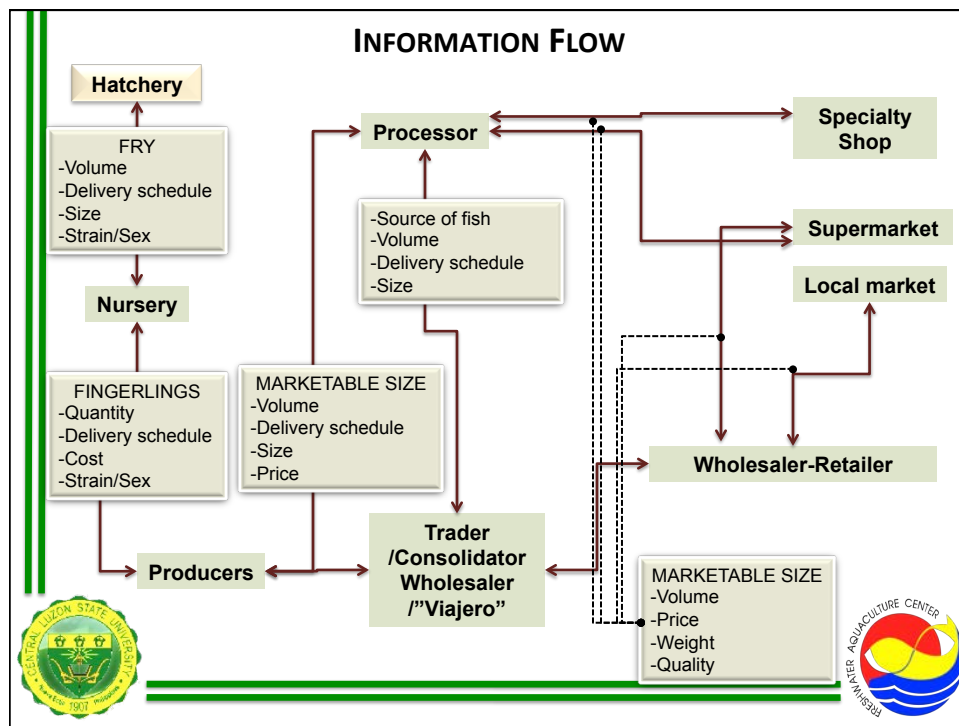 INFORMATION FLOW
Hatchery
FRY
-Volume
-Delivery schedule
-Size
-Strain/Sex
Nursery
FINGERLINGS
-Quantity
-Delivery schedule
-Cost
-Strain/Sex
Producers
MARKETABLE SIZE
-Volume
-Delivery schedule
-Size
-Price
Processor
-Source of fish
-Volume
-Delivery schedule
-Size
Trader
/Consolidator
Wholesaler
/”Viajero”
Specialty
Shop
Supermarket
Local market
Wholesaler-Retailer
MARKETABLE SIZE
-Volume
-Price
-Weight
-Quality
CENTRAL LUZON STATE UNIVERSITY
1907
FRESHWATER AQUACULTURE CENTER